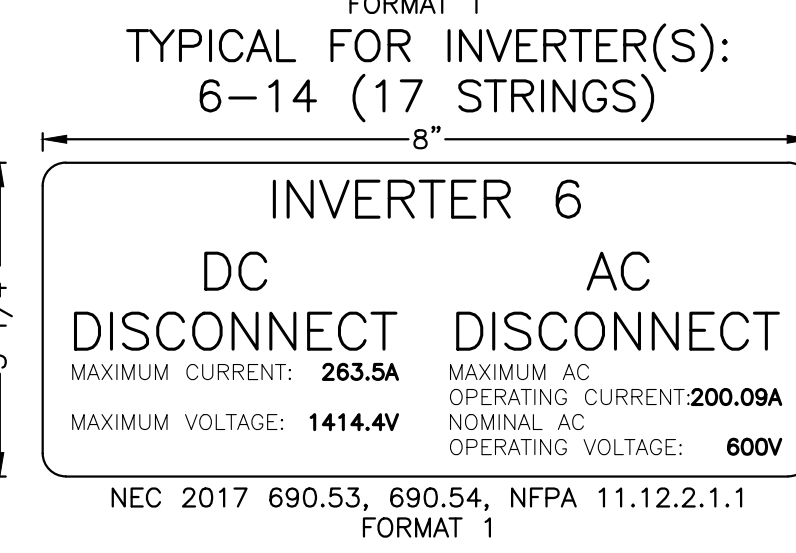 FORMAT 1
TYPICAL FOR INVERTER(S):
6-14 (17 STRINGS)
8"
INVERTER 6
DC
DISCONNECT
MAXIMUM CURRENT: 263.5A
MAXIMUM VOLTAGE: 1414.4V
AC
DISCONNECT
MAXIMUM AC
OPERATING CURRENT:200.09A
NOMINAL AC
OPERATING VOLTAGE: 600V
NEC 2017 690.53, 690.54, NFPA 11.12.2.1.1
FORMAT 1